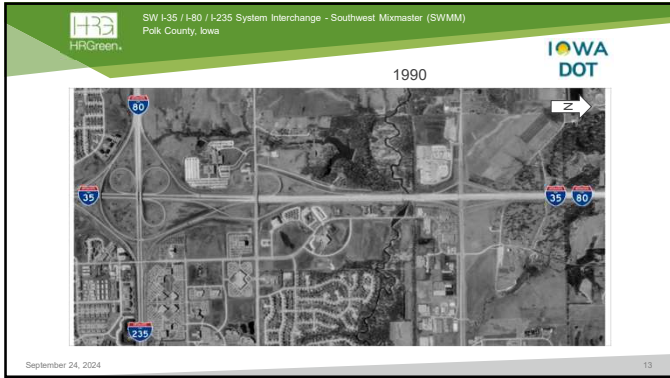 SW I-35 / I-80 / I-235 System Interchange - Southwest Mixmaster (SWMM)
Polk County, Iowa
HRG
HRGreen.
IOWA
DOT
1990
N
80
35
35
80
235
September 24, 2024
13